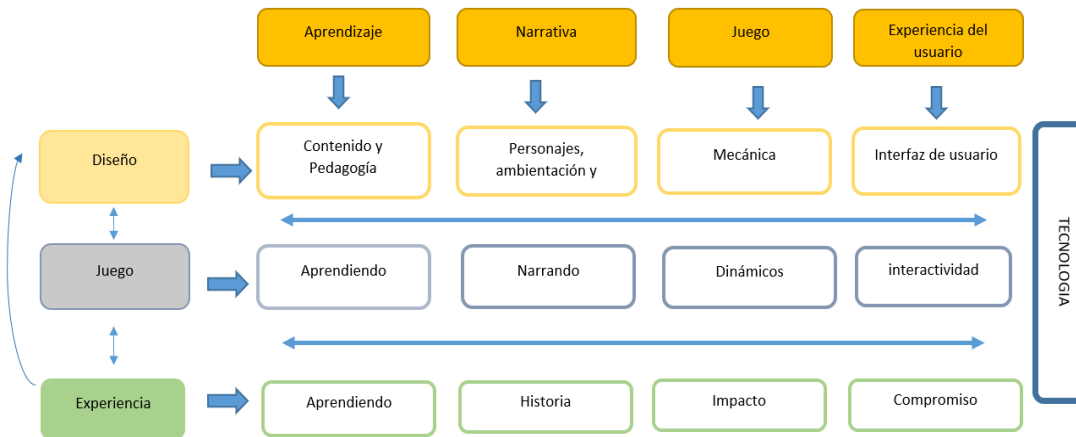 Aprendizaje
Narrativa
Juego
Experiencia del
usuario
Diseño
Contenido y
Pedagogía
Personajes,
ambientación y
Mecánica
Interfaz de usuario
Juego
Aprendiendo
Narrando
Dinámicos
interactividad
Experiencia
Aprendiendo
Historia
Impacto
Compromiso
TECNOLOGIA